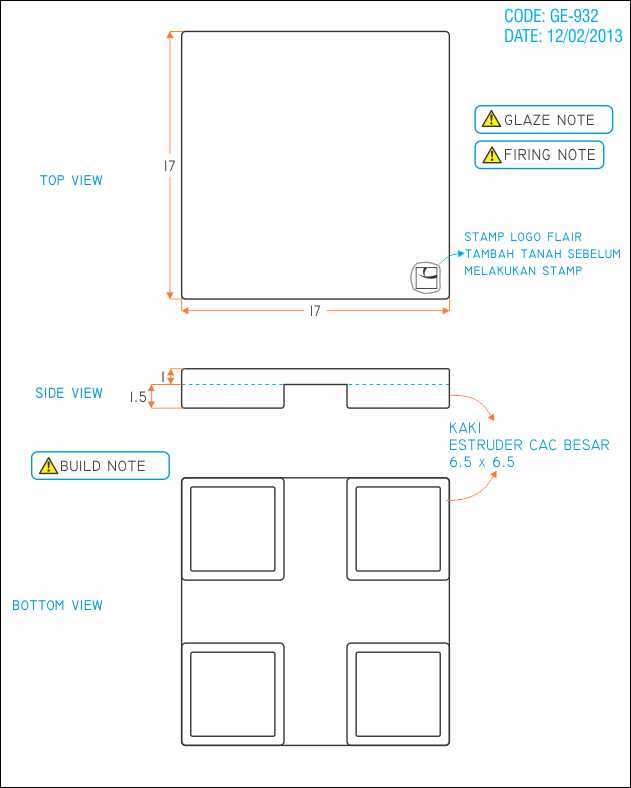 CODE: GE-932
DATE: 12/02/2013
GLAZE NOTE
FIRING NOTE
17
TOP VIEW
STAMP LOGO FLAIR
TAMBAH TANAH SEBELUM
MELAKUKAN STAMP
17
1
SIDE VIEW
1.5
KAKI
ESTRUDER CAC BESAR
6.5 x 6.5
BUILD NOTE
BOTTOM VIEW